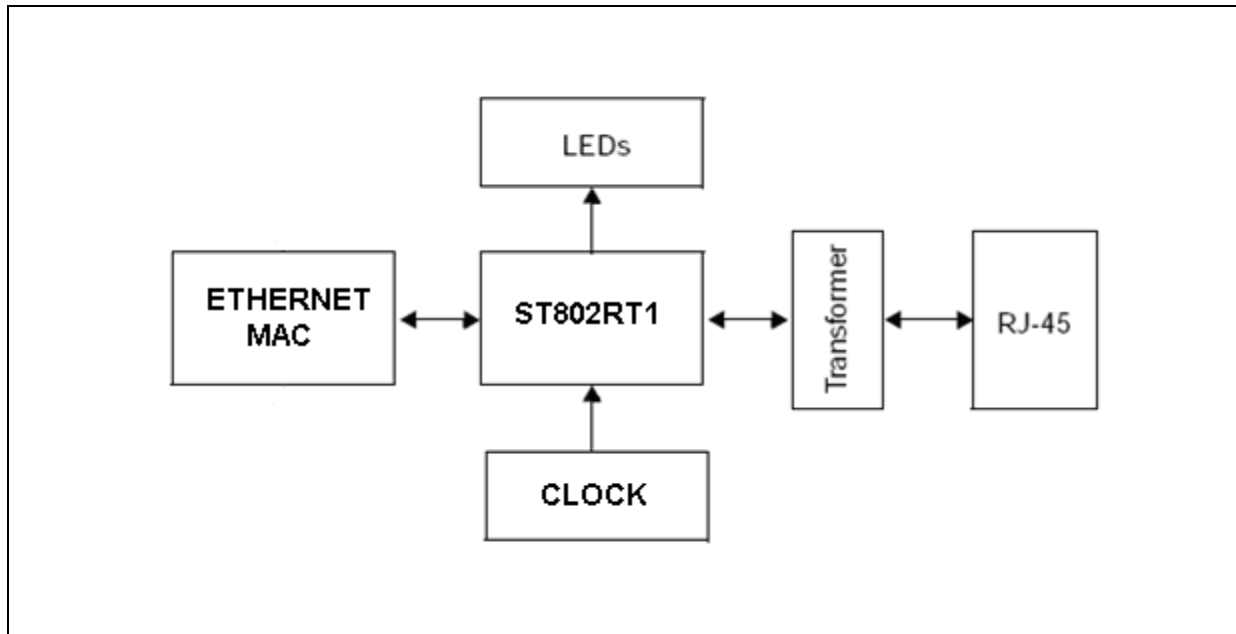 LEDs
ETHERNET
MAC
ST802RT1
Transformer
RJ-45
CLOCK